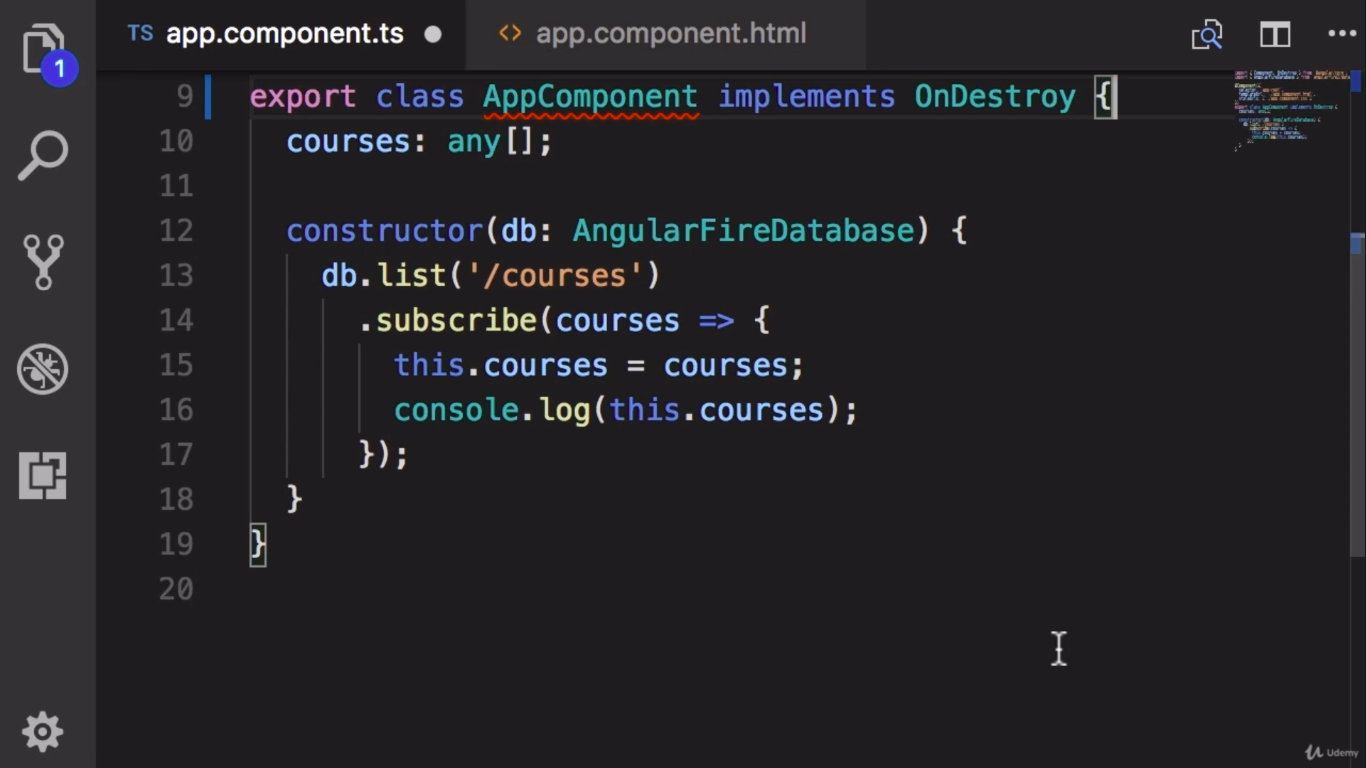 TS app.component.ts ● <> app.component.html
1
9 export class AppComponent implements OnDestroy {
10 courses: any[];
11
12 constructor(db: AngularFireDatabase) {
13 db.list('/courses')
14 .subscribe(courses => {
15 this.courses = courses;
16 console.log(this.courses);
17 });
18 }
19 }
20
Udemy